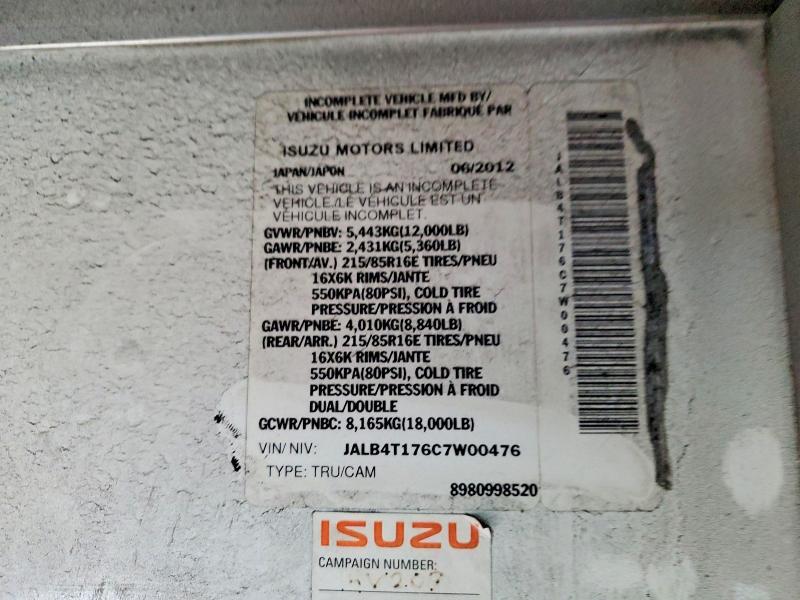 INCOMPLETE VEHICLE MFD BY/
VÉHICULE INCOMPLET FABRIQUÉ PAR
ISUZU MOTORS LIMITED
JAPAN/JAPON 06/2012
THIS VEHICLE IS AN INCOMPLETE
VEHICLE./LE VÉHICULE EST UN
VÉHICULE INCOMPLET.
GVWR/PNBV: 5,443KG(12,000LB)
GAWR/PNBE: 2,431KG(5,360LB)
(FRONT/AV.) 215/85R16E TIRES/PNEU
16X6K RIMS/JANTE
550KPA(80PSI), COLD TIRE
PRESSURE/PRESSION À FROID
GAWR/PNBE: 4,010KG(8,840LB)
(REAR/ARR.) 215/85R16E TIRES/PNEU
16X6K RIMS/JANTE
550KPA(80PSI), COLD TIRE
PRESSURE/PRESSION À FROID
DUAL/DOUBLE
GCWR/PNBC: 8,165KG(18,000LB)
VIN/NIV: JALB4T176C7W00476
TYPE: TRU/CAM
8980998520
JALB4T176C7W00476
ISUZU
CAMPAIGN NUMBER: